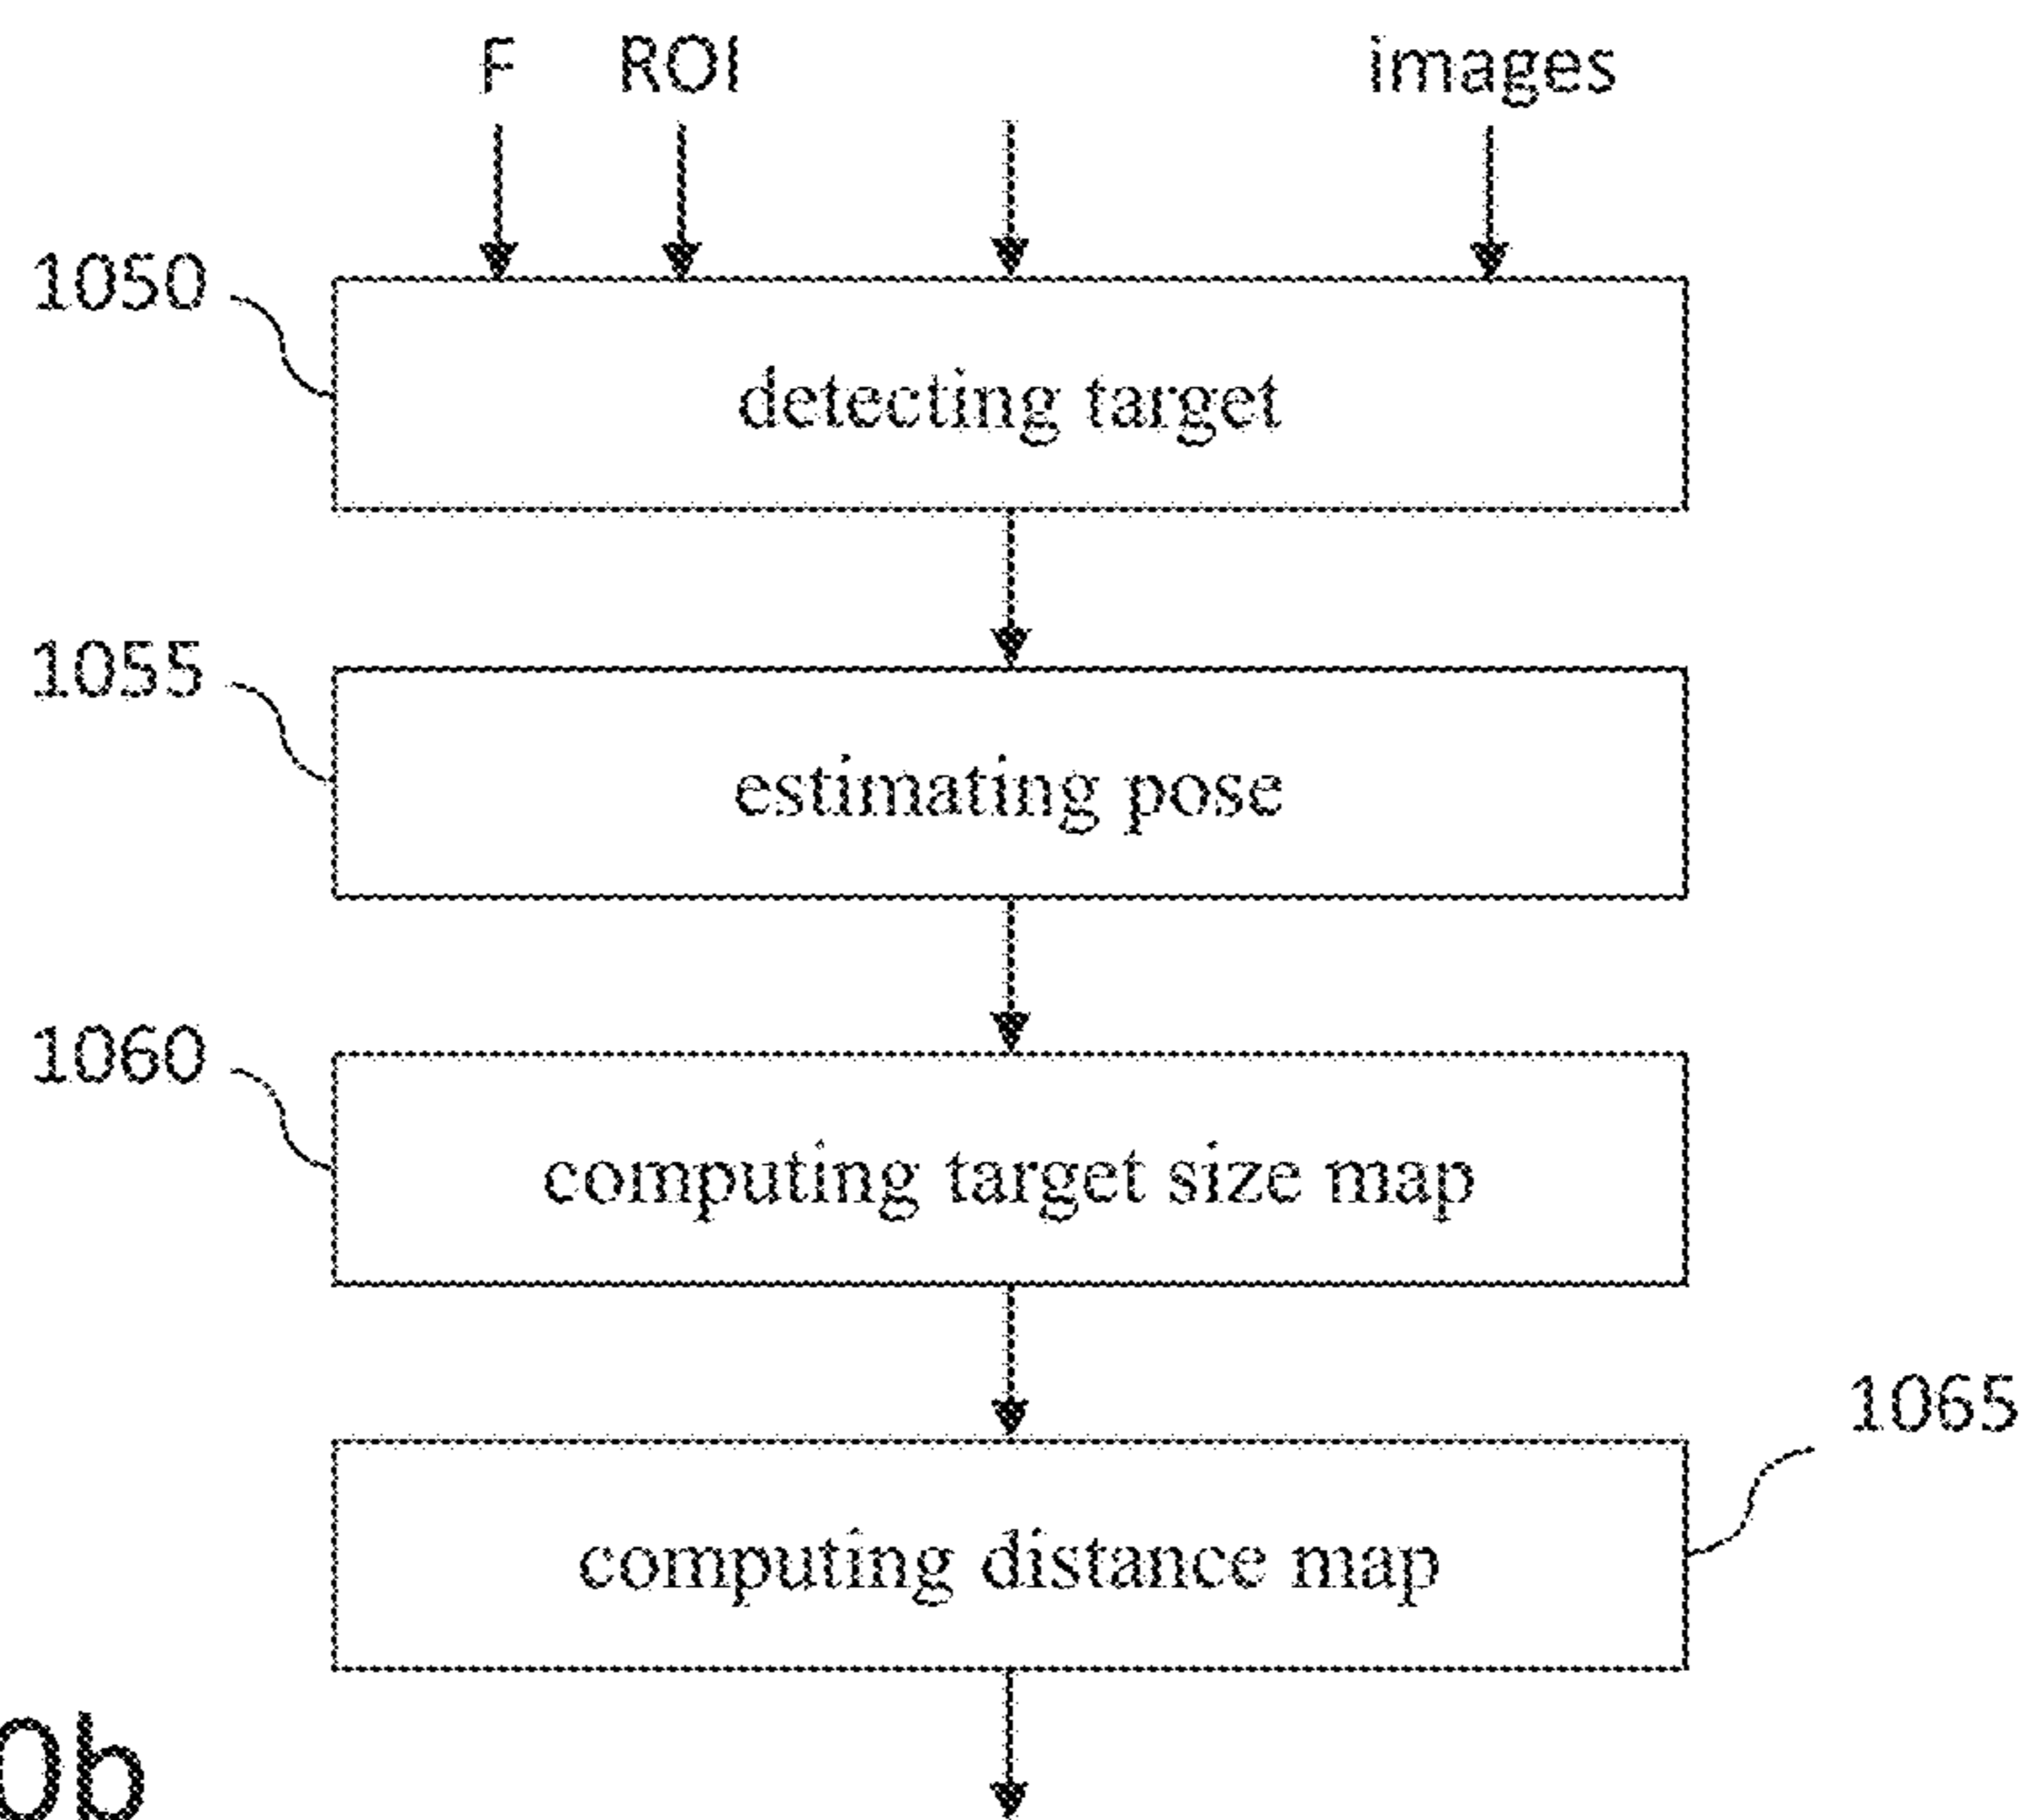 F ROI images
1050
detecting target
1055
estimating pose
1060
computing target size map
1065
computing distance map
0b